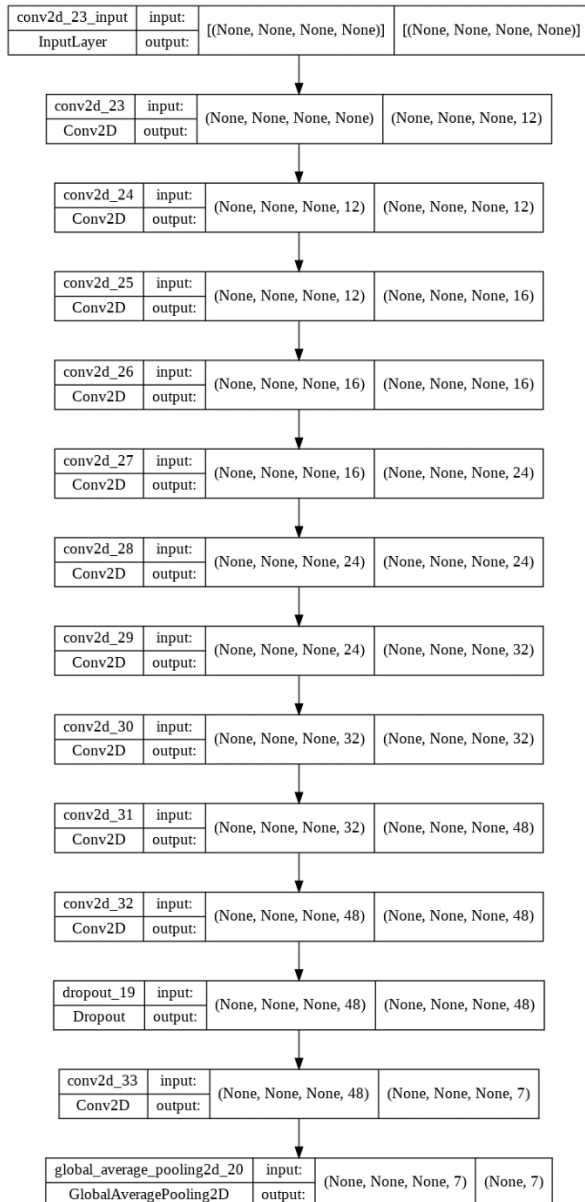 conv2d_23_input input: [(None, None, None, None)] [(None, None, None, None)]
InputLayer output:
conv2d_23 input: (None, None, None, None) (None, None, None, 12)
Conv2D output:
conv2d_24 input: (None, None, None, 12) (None, None, None, 12)
Conv2D output:
conv2d_25 input: (None, None, None, 12) (None, None, None, 16)
Conv2D output:
conv2d_26 input: (None, None, None, 16) (None, None, None, 16)
Conv2D output:
conv2d_27 input: (None, None, None, 16) (None, None, None, 24)
Conv2D output:
conv2d_28 input: (None, None, None, 24) (None, None, None, 24)
Conv2D output:
conv2d_29 input: (None, None, None, 24) (None, None, None, 32)
Conv2D output:
conv2d_30 input: (None, None, None, 32) (None, None, None, 32)
Conv2D output:
conv2d_31 input: (None, None, None, 32) (None, None, None, 48)
Conv2D output:
conv2d_32 input: (None, None, None, 48) (None, None, None, 48)
Conv2D output:
dropout_19 input: (None, None, None, 48) (None, None, None, 48)
Dropout output:
conv2d_33 input: (None, None, None, 48) (None, None, None, 7)
Conv2D output:
global_average_pooling2d_20 input: (None, None, None, 7) (None, 7)
GlobalAveragePooling2D output: